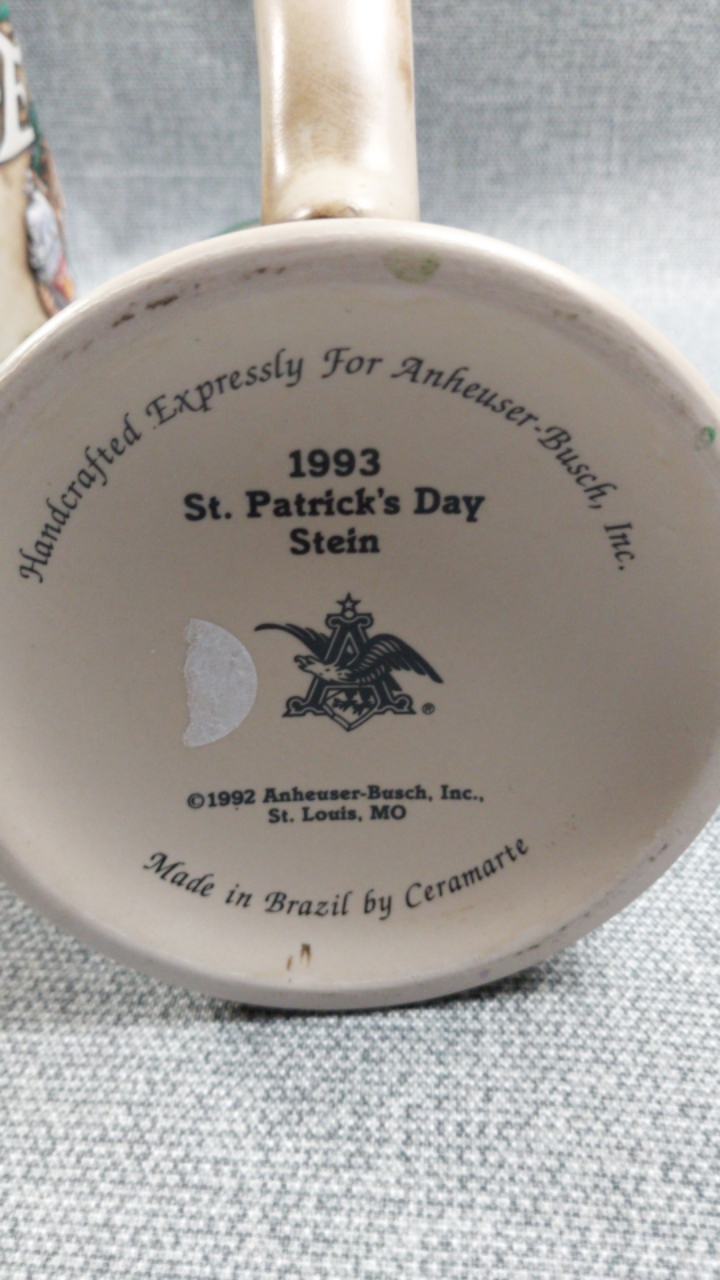 Handcrafted Expressly For Anheuser-Busch, Inc.
1993
St. Patrick's Day
Stein
A
®
©1992 Anheuser-Busch, Inc.,
St. Louis, MO
Made in Brazil by Ceramarte
E